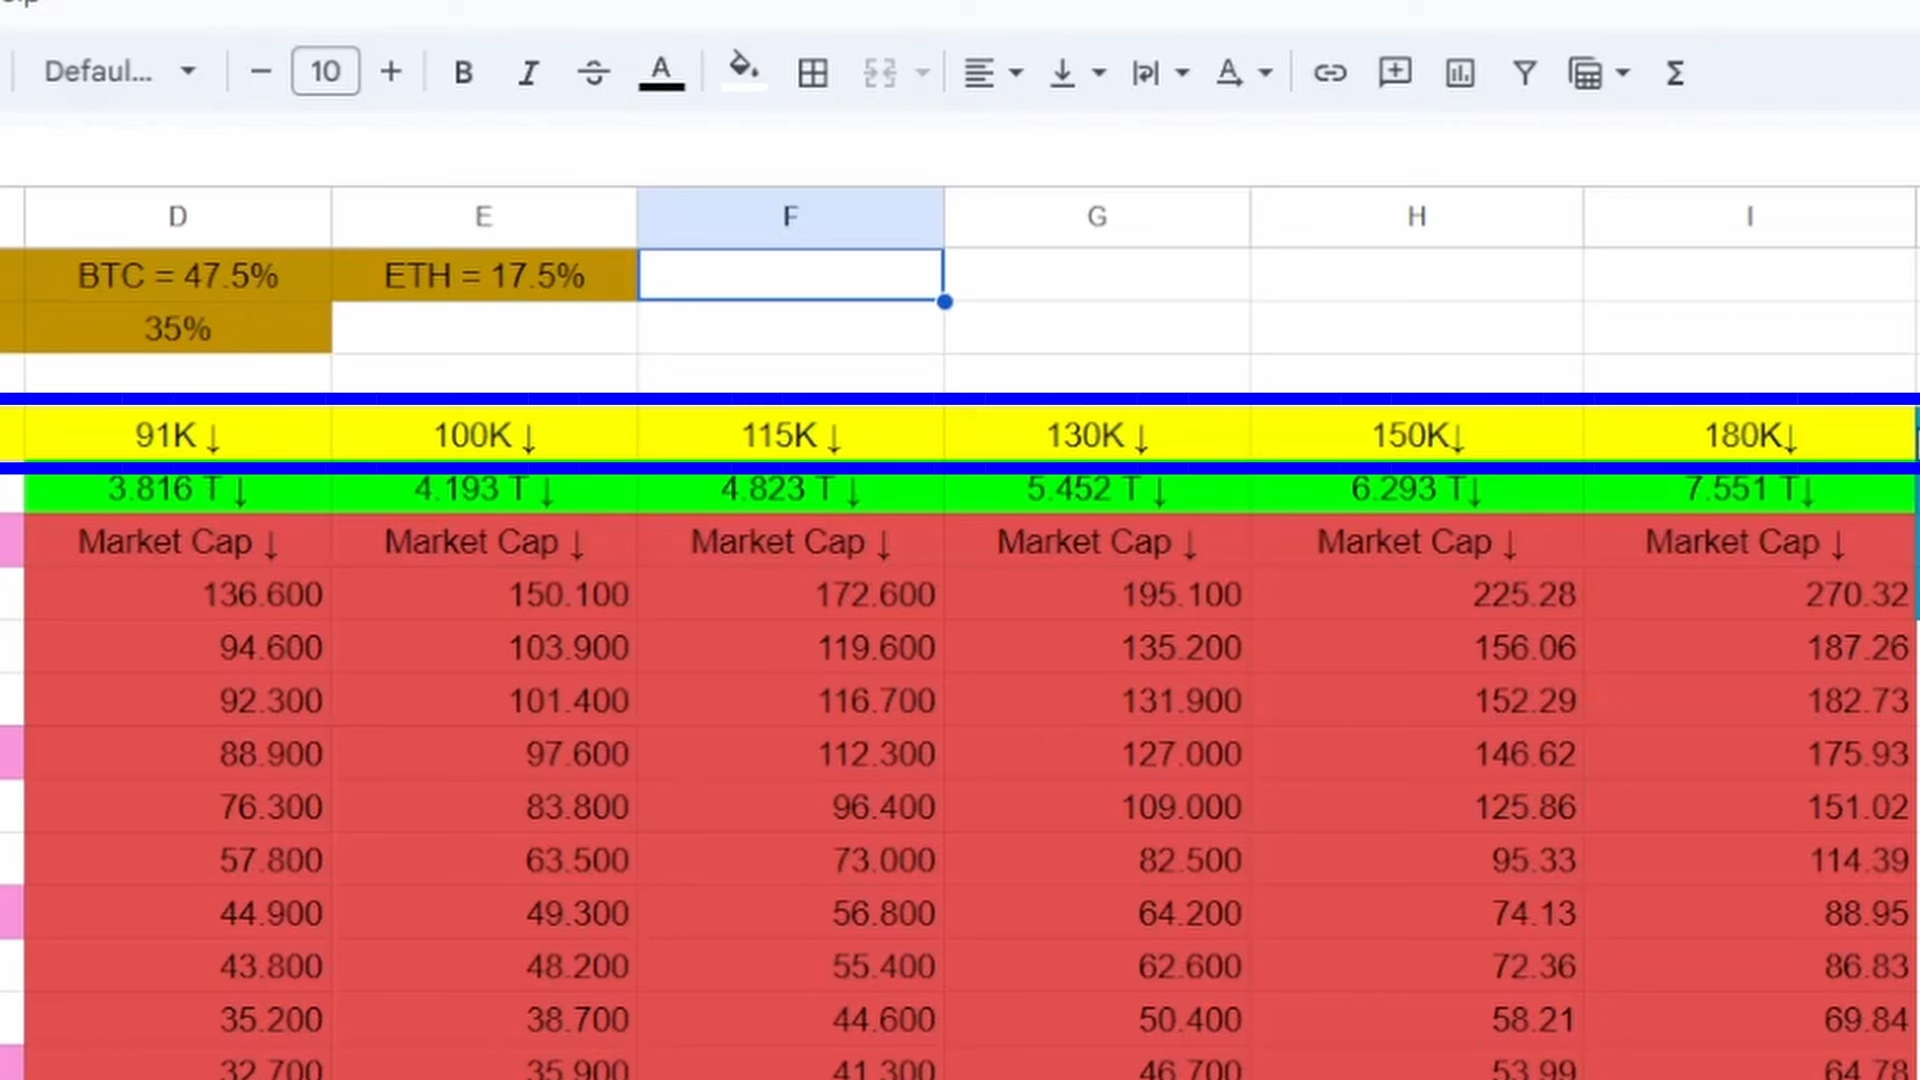 Defaul... 10 B I S A A Σ
D E F G H I
BTC = 47.5% ETH = 17.5%
35%
91K ↓ 100K ↓ 115K ↓ 130K ↓ 150K↓ 180K↓
3.816 T ↓ 4.193 T ↓ 4.823 T ↓ 5.452 T ↓ 6.293 T↓ 7.551 T↓
Market Cap ↓ Market Cap ↓ Market Cap ↓ Market Cap ↓ Market Cap ↓ Market Cap ↓
136.600 150.100 172.600 195.100 225.28 270.32
94.600 103.900 119.600 135.200 156.06 187.26
92.300 101.400 116.700 131.900 152.29 182.73
88.900 97.600 112.300 127.000 146.62 175.93
76.300 83.800 96.400 109.000 125.86 151.02
57.800 63.500 73.000 82.500 95.33 114.39
44.900 49.300 56.800 64.200 74.13 88.95
43.800 48.200 55.400 62.600 72.36 86.83
35.200 38.700 44.600 50.400 58.21 69.84
32.700 35.900 41.300 46.700 53.99 64.78